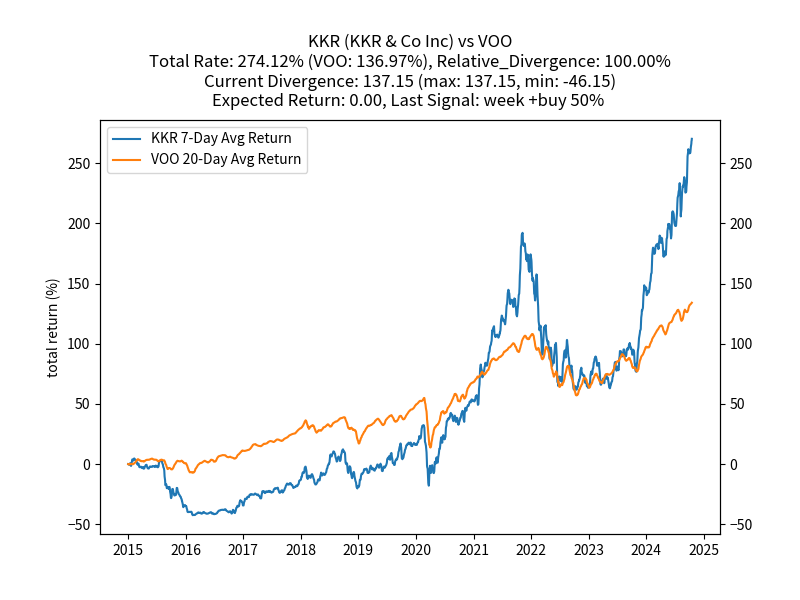 KKR (KKR & Co Inc) vs VOO
Total Rate: 274.12% (VOO: 136.97%), Relative_Divergence: 100.00%
Current Divergence: 137.15 (max: 137.15, min: -46.15)
Expected Return: 0.00, Last Signal: week +buy 50%
KKR 7-Day Avg Return
VOO 20-Day Avg Return
total return (%)
250
200
150
100
50
0
−50
250
200
150
100
50
0
−50
2015 2016 2017 2018 2019 2020 2021 2022 2023 2024 2025